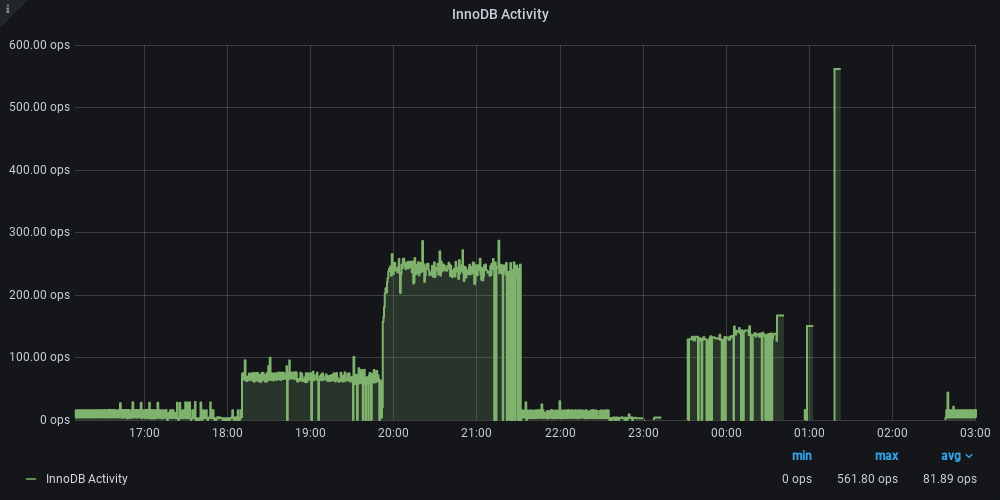 i
InnoDB Activity
600.00 ops
500.00 ops
400.00 ops
300.00 ops
200.00 ops
100.00 ops
0 ops
17:00 18:00 19:00 20:00 21:00 22:00 23:00 00:00 01:00 02:00 03:00
min max avg
InnoDB Activity 0 ops 561.80 ops 81.89 ops